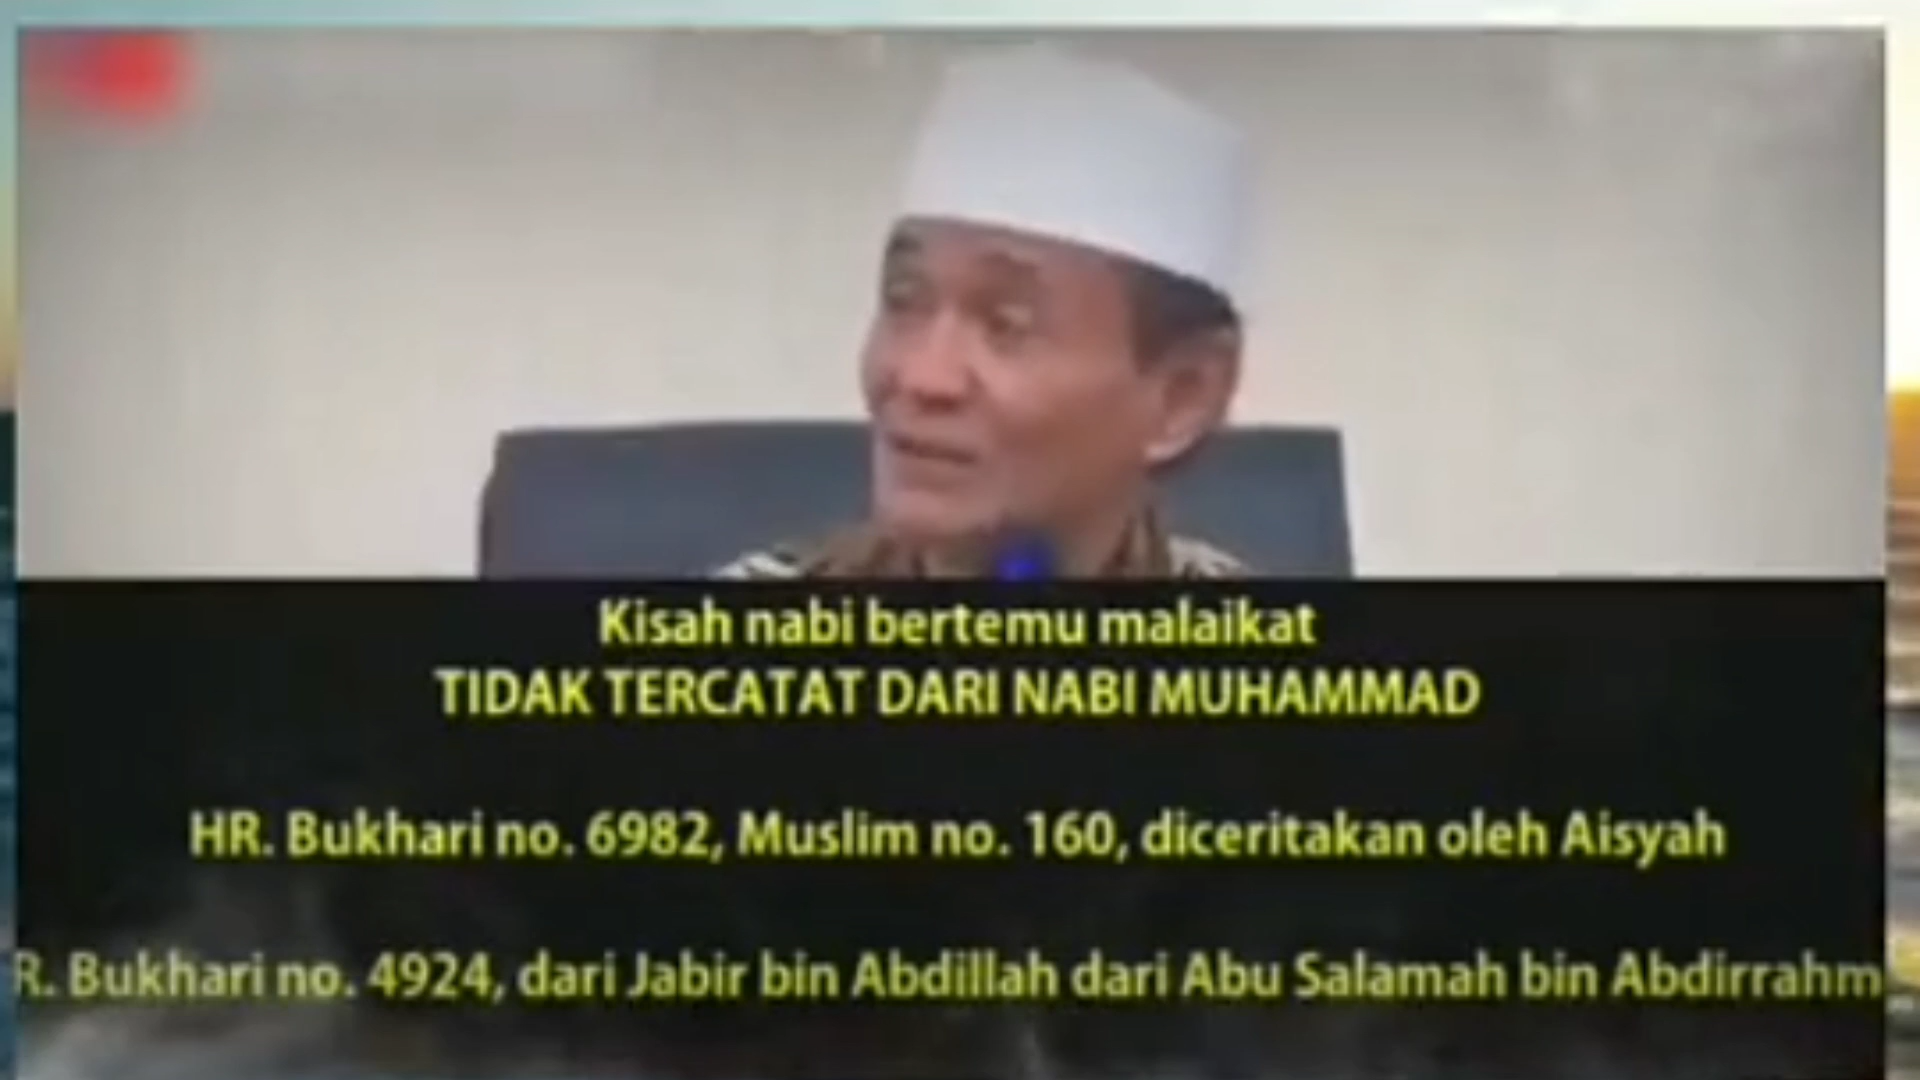 Kisah nabi bertemu malaikat
TIDAK TERCATAT DARI NABI MUHAMMAD
HR. Bukhari no. 6982, Muslim no. 160, diceritakan oleh Aisyah
R. Bukhari no. 4924, dari Jabir bin Abdillah dari Abu Salamah bin Abdirrahm